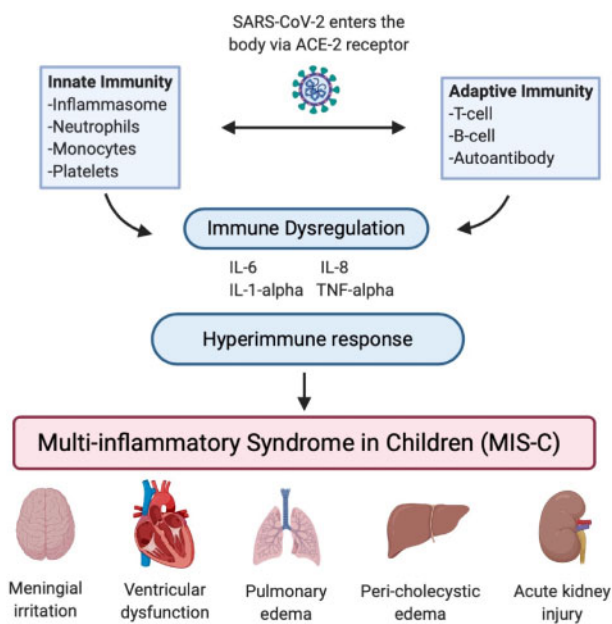 SARS-CoV-2 enters the
body via ACE-2 receptor
Innate Immunity
-Inflammasome
-Neutrophils
-Monocytes
-Platelets
Adaptive Immunity
-T-cell
-B-cell
-Autoantibody
Immune Dysregulation
IL-6 IL-8
IL-1-alpha TNF-alpha
Hyperimmune response
Multi-inflammatory Syndrome in Children (MIS-C)
Meningial
irritation
Ventricular
dysfunction
Pulmonary
edema
Peri-cholecystic
edema
Acute kidney
injury